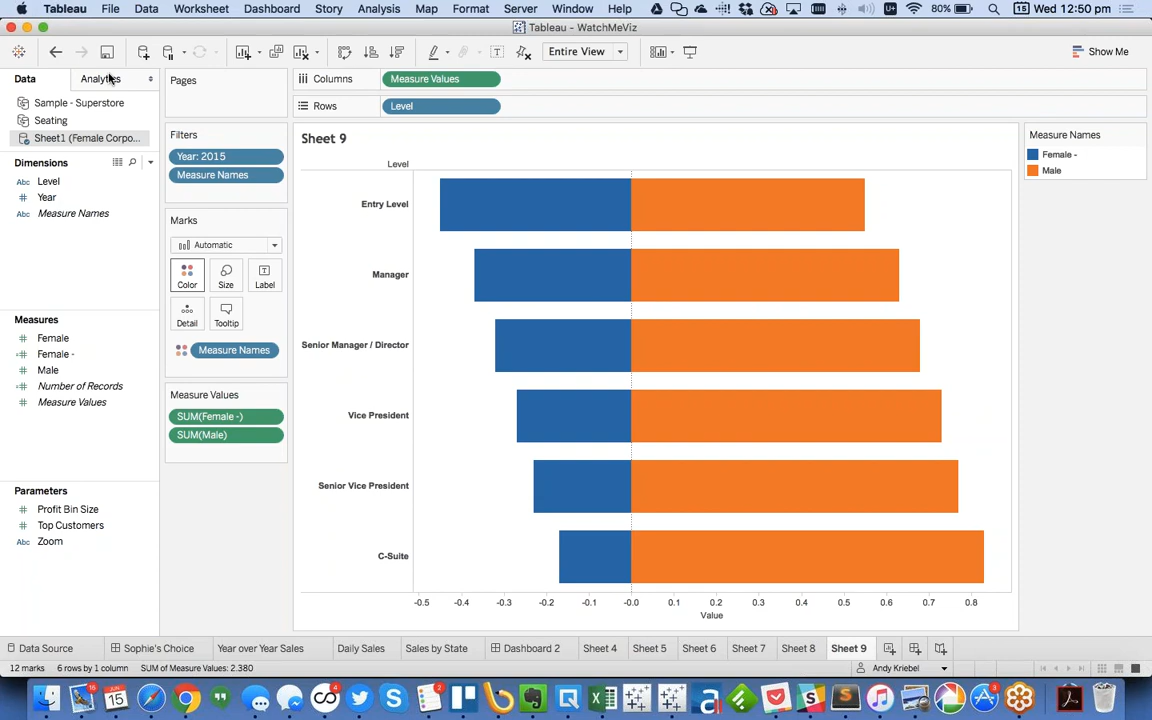 Tableau File Data Worksheet Dashboard Story Analysis Map Format Server Window Help 80% Wed 12:50 pm
Tableau - WatchMeViz
Entire View Show Me
Data Analytics
Sample - Superstore
Seating
Sheet1 (Female Corpo...
Dimensions
Abc Level
# Year
Abc Measure Names
Measures
# Female
# Female -
# Male
# Number of Records
# Measure Values
Parameters
# Profit Bin Size
# Top Customers
Abc Zoom
Pages
Filters
Year: 2015
Measure Names
Marks
Automatic
Color Size Label
Detail Tooltip
Measure Names
Measure Values
SUM(Female -)
SUM(Male)
Columns Measure Values
Rows Level
Sheet 9
Level
Entry Level
Manager
Senior Manager / Director
Vice President
Senior Vice President
C-Suite
-0.5 -0.4 -0.3 -0.2 -0.1 -0.0 0.1 0.2 0.3 0.4 0.5 0.6 0.7 0.8
Value
Measure Names
Female -
Male
Data Source Sophie's Choice Year over Year Sales Daily Sales Sales by State Dashboard 2 Sheet 4 Sheet 5 Sheet 6 Sheet 7 Sheet 8 Sheet 9
12 marks 6 rows by 1 column SUM of Measure Values: 2.380 Andy Kriebel